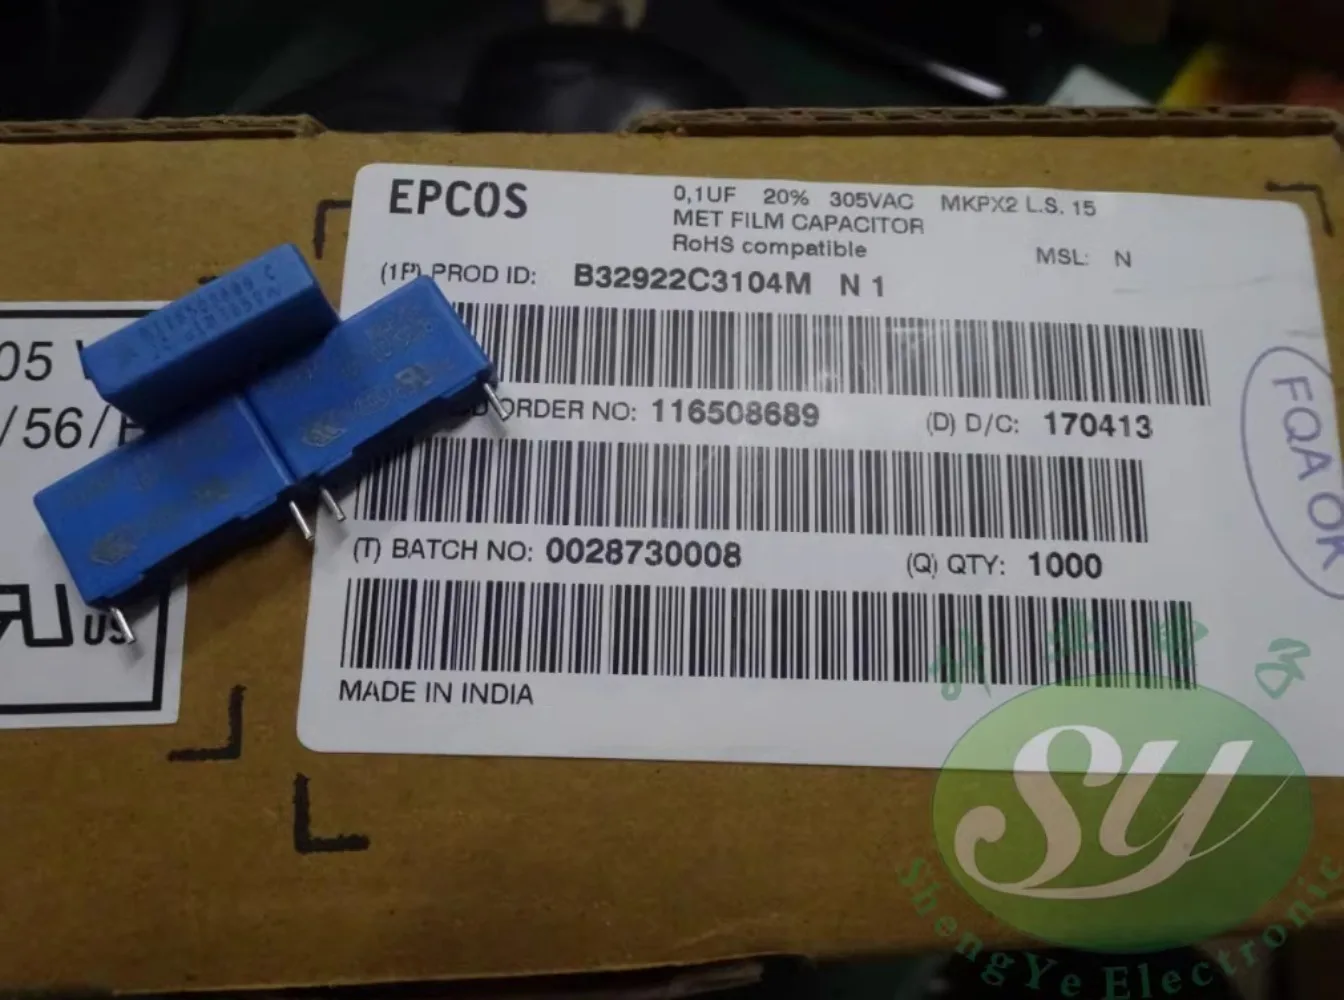 EPCOS
0,1UF 20% 305VAC MKPX2 L.S. 15
MET FILM CAPACITOR
RoHS compatible
MSL: N
(1P) PROD ID: B32922C3104M N 1
ORDER NO: 116508689 (D) D/C: 170413
(T) BATCH NO: 0028730008 (Q) QTY: 1000
MADE IN INDIA
FQA OK
05 V
/56/
US
SY
ShengYe Electronic